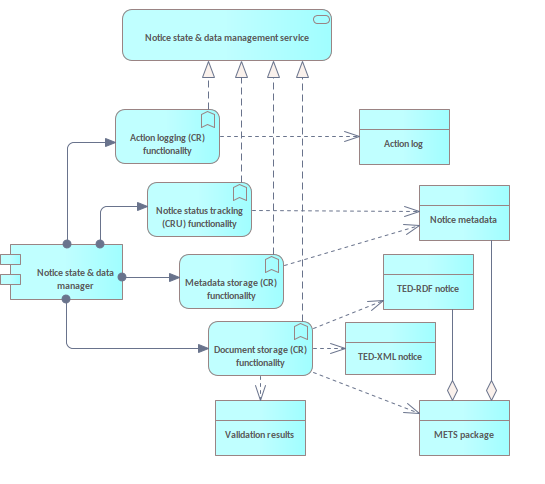 Notice state & data management service
Action logging (CR)
functionality
Action log
Notice status tracking
(CRU) functionality
Notice metadata
Notice state & data
manager
Metadata storage (CR)
functionality
TED-RDF notice
Document storage (CR)
functionality
TED-XML notice
Validation results
METS package